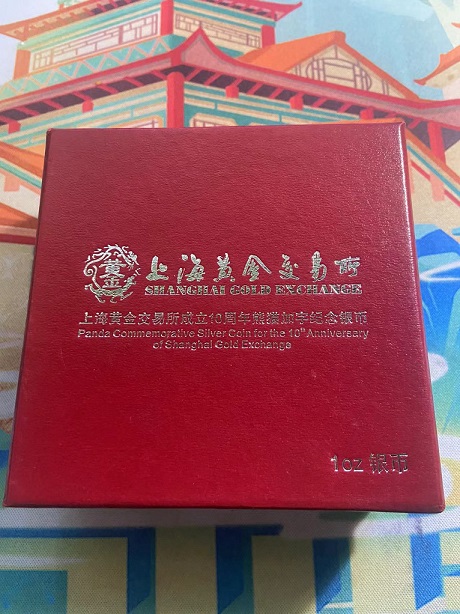 黄金
上海黄金交易所
SHANGHAI GOLD EXCHANGE
上海黄金交易所成立10周年熊猫加字纪念银币
Panda Commemorative Silver Coin for the 10th Anniversary
of Shanghai Gold Exchange
1oz 银币